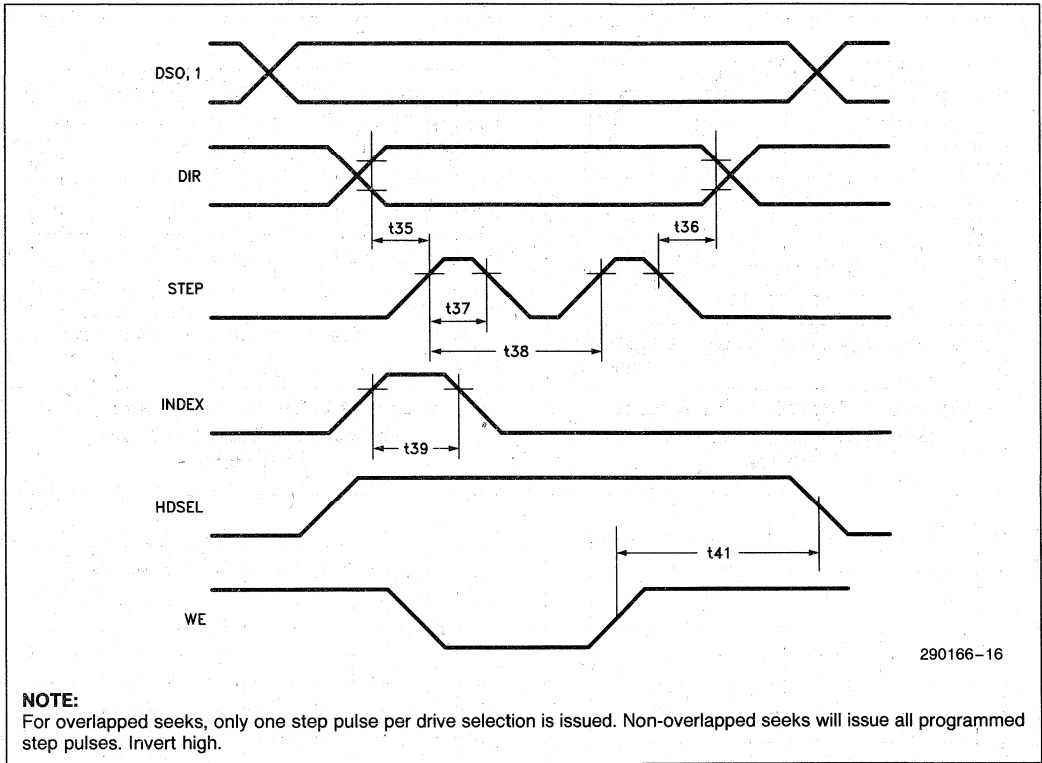 DSO, 1
DIR
t35
t36
STEP
t37
t38
INDEX
t39
HDSEL
t41
WE
290166–16
NOTE:
For overlapped seeks, only one step pulse per drive selection is issued. Non-overlapped seeks will issue all programmed
step pulses. Invert high.